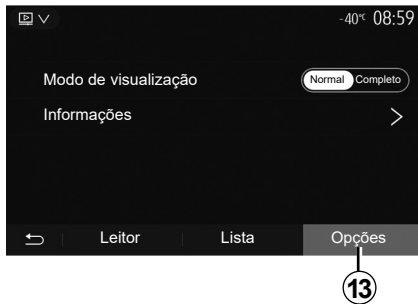 -40°C 08:59
Modo de visualização Normal Completo
Informações
Leitor Lista Opções
13